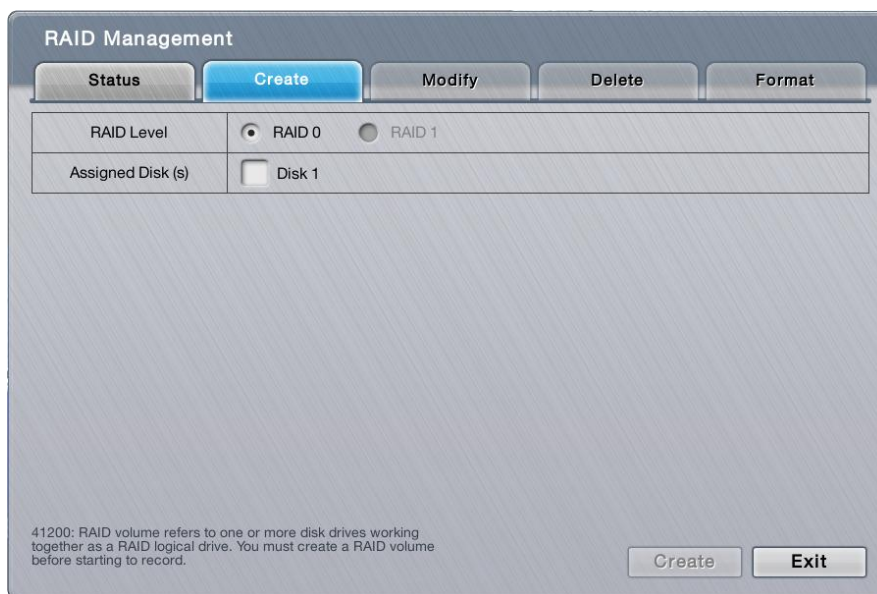 RAID Management
Status Create Modify Delete Format
RAID Level RAID 0 RAID 1
Assigned Disk (s) Disk 1
41200: RAID volume refers to one or more disk drives working
together as a RAID logical drive. You must create a RAID volume
before starting to record.
Create Exit